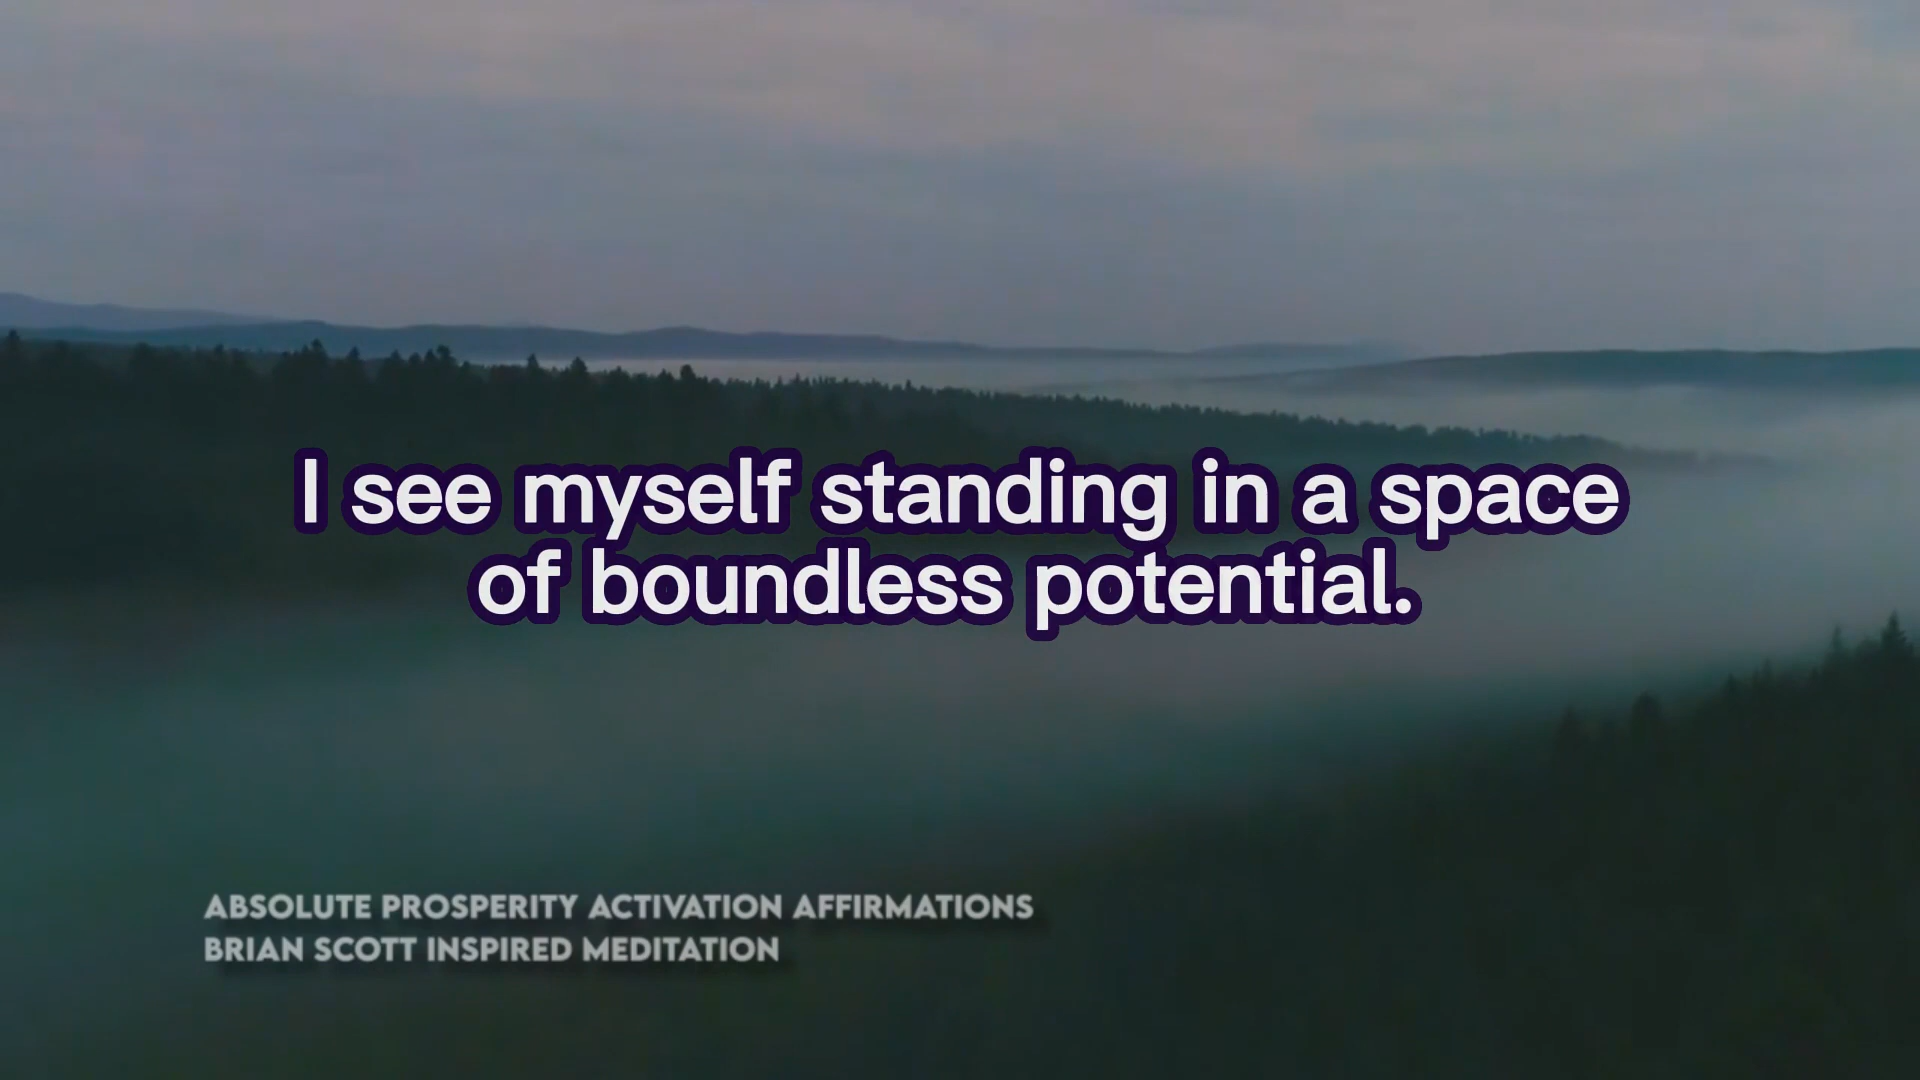 I see myself standing in a space
of boundless potential.
ABSOLUTE PROSPERITY ACTIVATION AFFIRMATIONS
BRIAN SCOTT INSPIRED MEDITATION